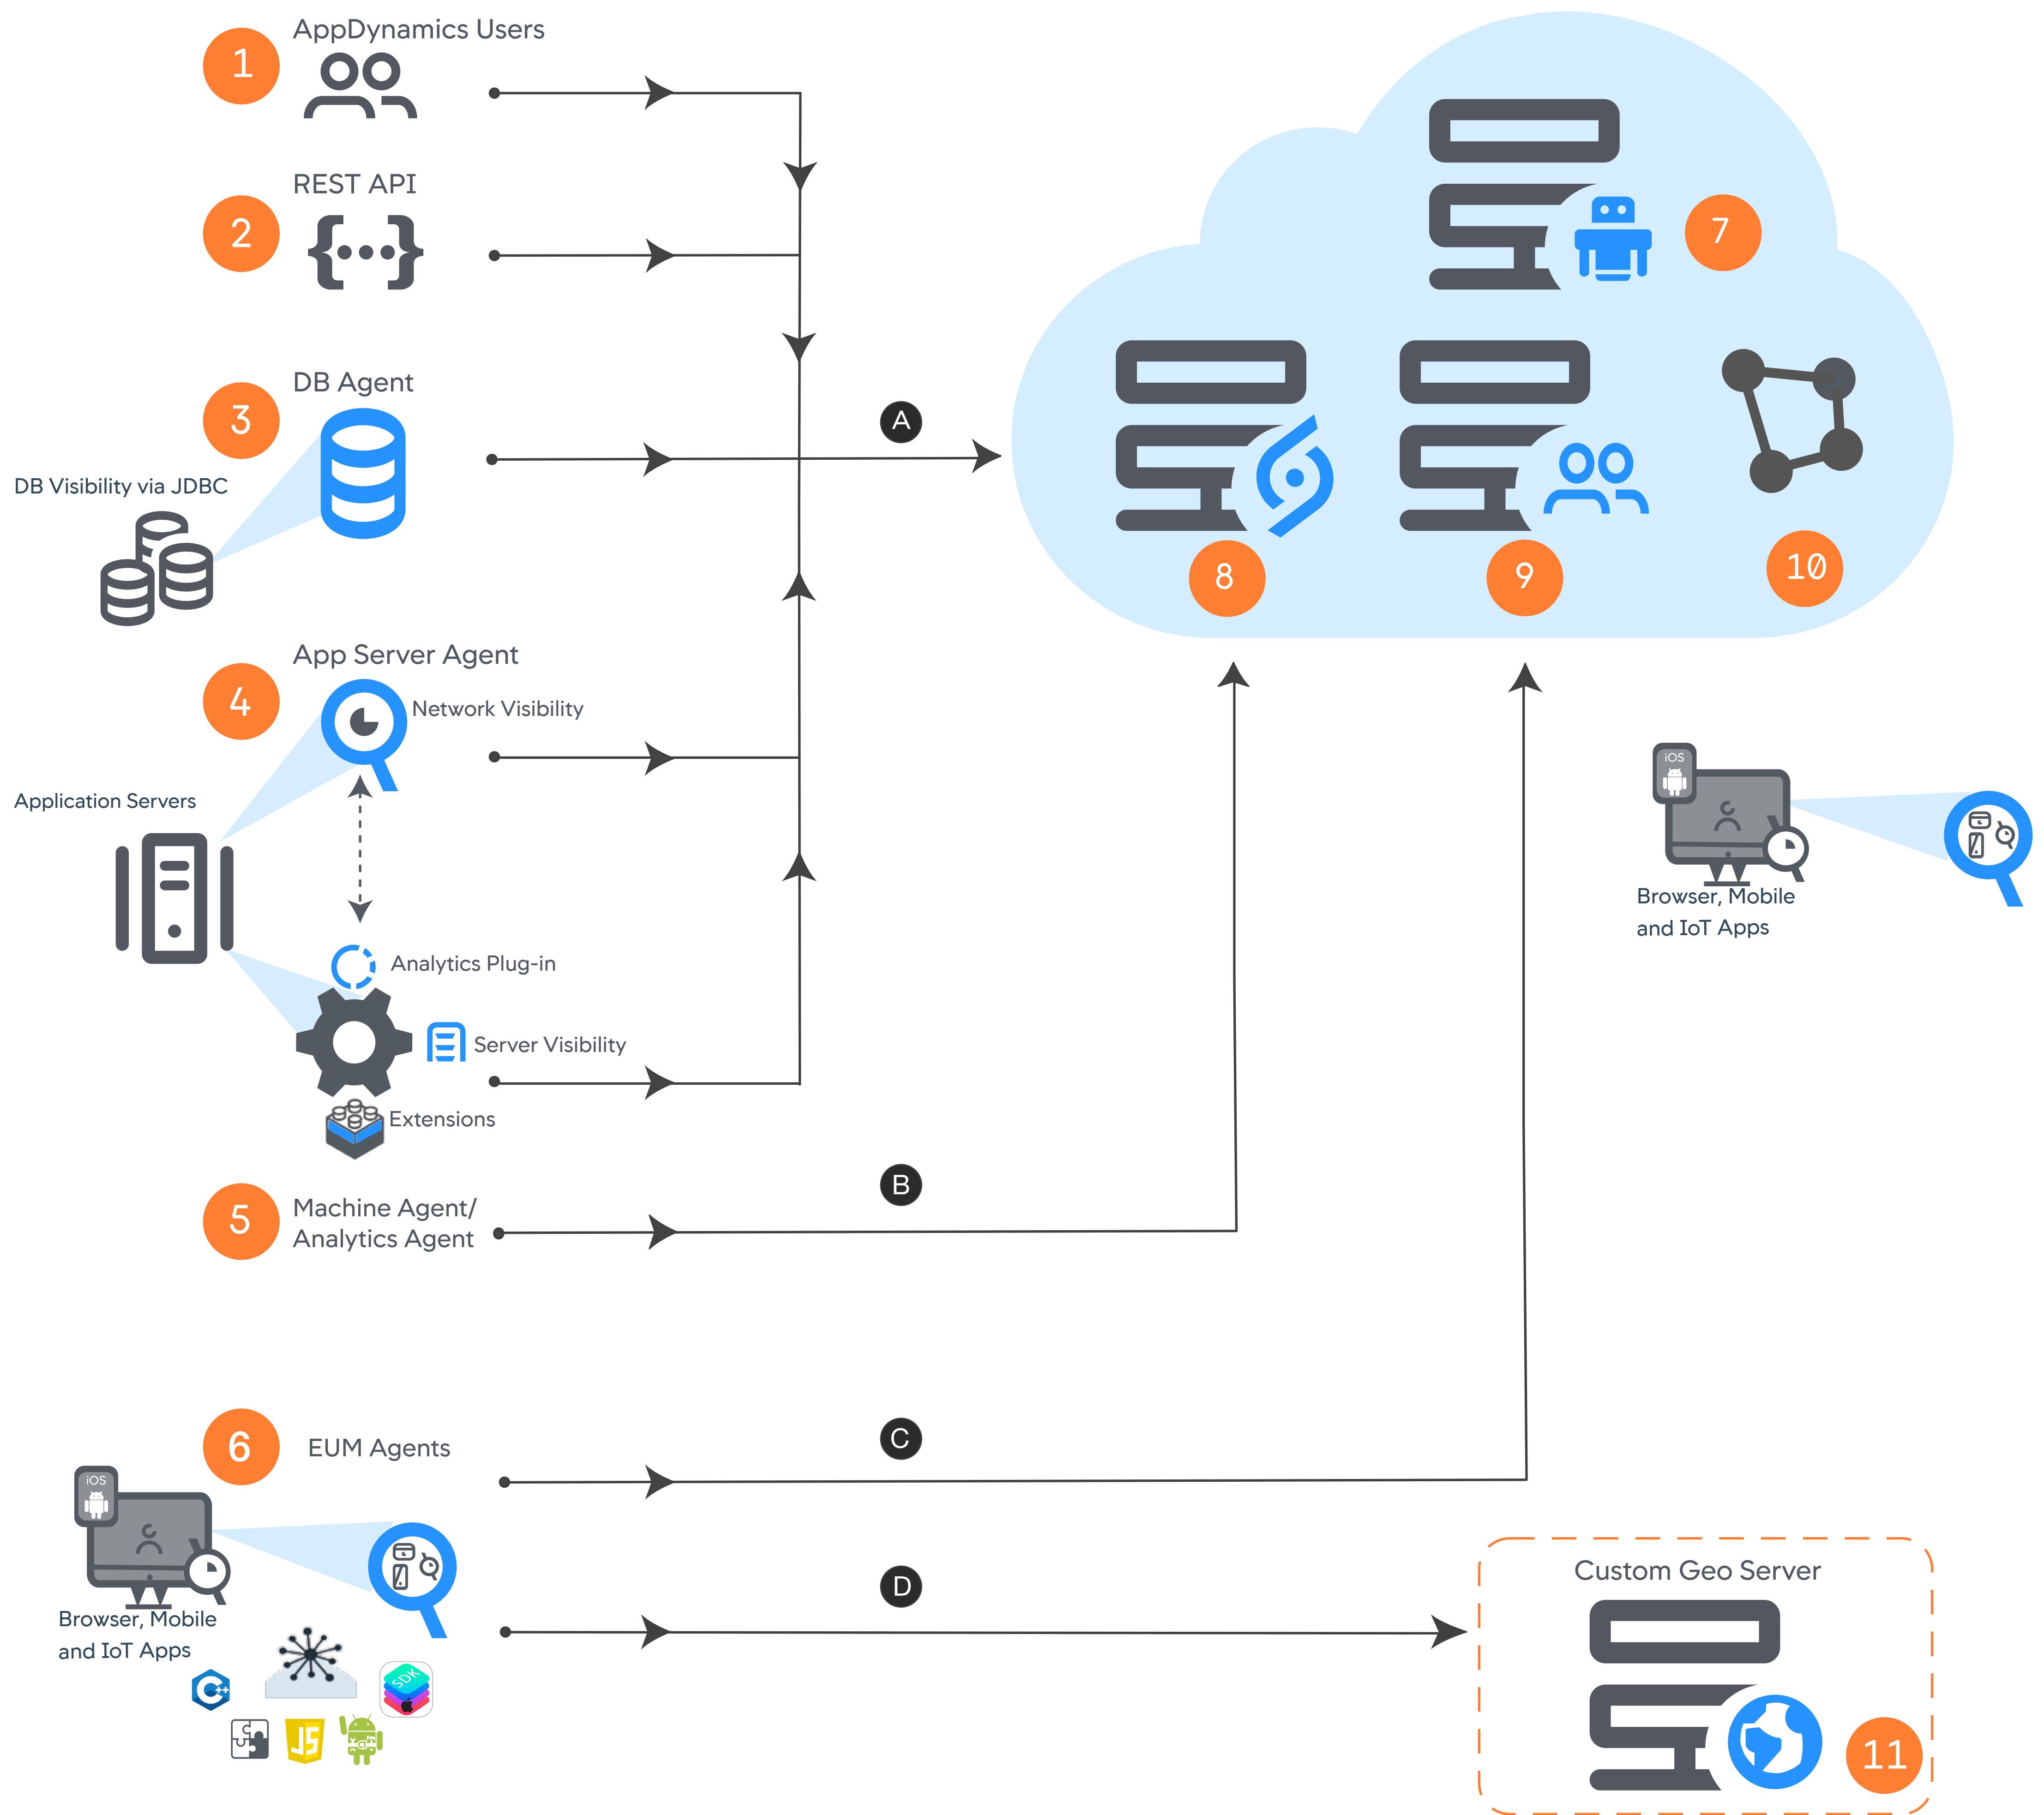 AppDynamics Users
1
REST API
2
DB Agent
3
DB Visibility via JDBC
A
7
8
9
10
App Server Agent
4
Network Visibility
Application Servers
Analytics Plug-in
Server Visibility
Extensions
iOS
Browser, Mobile
and IoT Apps
B
5
Machine Agent/
Analytics Agent
C
6
EUM Agents
iOS
Browser, Mobile
and IoT Apps
D
C++
SDK
JS
Custom Geo Server
11